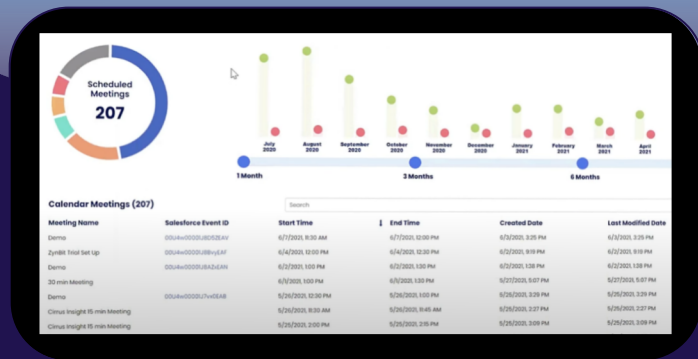 Scheduled
Meetings
207
July
2020
August
2020
September
2020
October
2020
November
2020
December
2020
January
2021
February
2021
March
2021
April
2021
1 Month
3 Months
6 Months
Calendar Meetings (207)
Search
Meeting Name Salesforce Event ID Start Time End Time Created Date Last Modified Date
Demo 6/7/2021, 11:30 AM 6/7/2021, 12:00 PM 6/3/2021, 3:25 PM 6/3/2021, 3:25 PM
ZynBit Trial Set Up 6/4/2021, 12:00 PM 6/4/2021, 12:30 PM 6/2/2021, 9:19 PM 6/2/2021, 9:19 PM
Demo 6/2/2021, 1:00 PM 6/2/2021, 1:30 PM 6/2/2021, 1:38 PM 6/2/2021, 1:38 PM
30 min Meeting 6/1/2021, 1:00 PM 6/1/2021, 1:30 PM 5/27/2021, 5:07 PM 5/27/2021, 5:07 PM
Demo 5/26/2021, 12:30 PM 5/26/2021, 1:00 PM 5/25/2021, 3:29 PM 5/25/2021, 3:29 PM
Cirrus Insight 15 min Meeting 5/26/2021, 11:30 AM 5/26/2021, 11:45 AM 5/25/2021, 2:27 PM 5/25/2021, 2:27 PM
Cirrus Insight 15 min Meeting 5/25/2021, 2:00 PM 5/25/2021, 2:15 PM 5/25/2021, 3:09 PM 5/25/2021, 3:09 PM